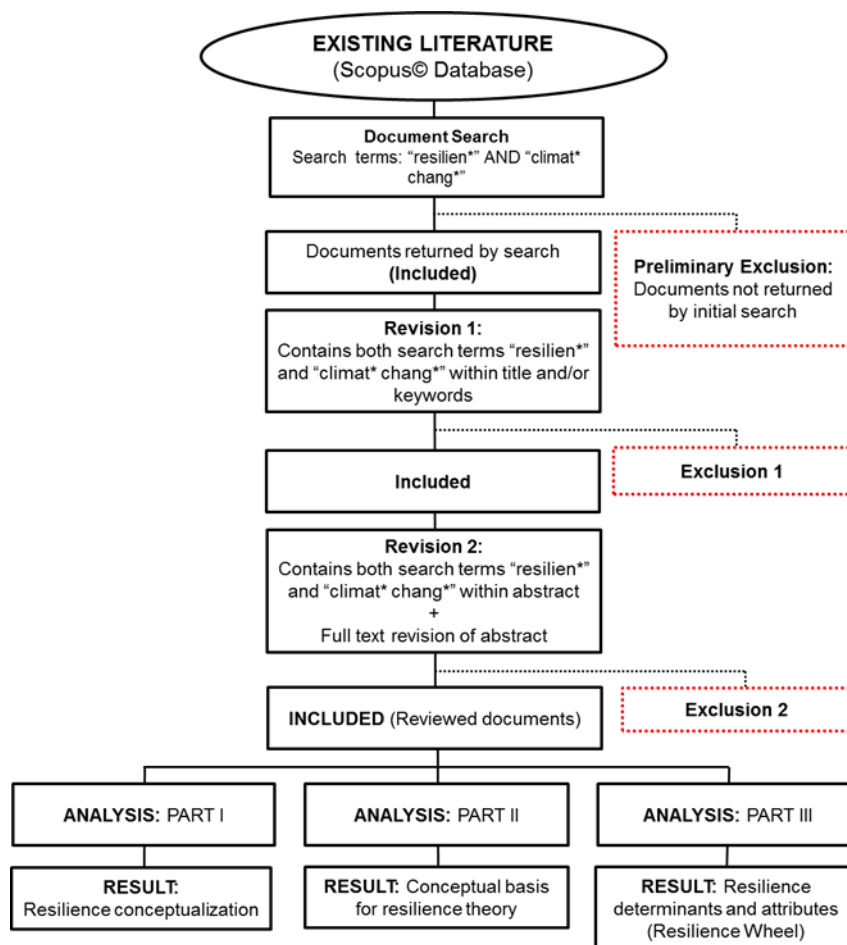 EXISTING LITERATURE
(Scopus© Database)
Document Search
Search terms: "resilien*" AND "climat*
chang*"
Documents returned by search
(Included)
Preliminary Exclusion:
Documents not returned
by initial search
Revision 1:
Contains both search terms "resilien*"
and "climat* chang*" within title and/or
keywords
Included
Exclusion 1
Revision 2:
Contains both search terms "resilien*"
and "climat* chang*" within abstract
+
Full text revision of abstract
INCLUDED (Reviewed documents)
Exclusion 2
ANALYSIS: PART I
ANALYSIS: PART II
ANALYSIS: PART III
RESULT:
Resilience conceptualization
RESULT: Conceptual basis
for resilience theory
RESULT: Resilience
determinants and attributes
(Resilience Wheel)